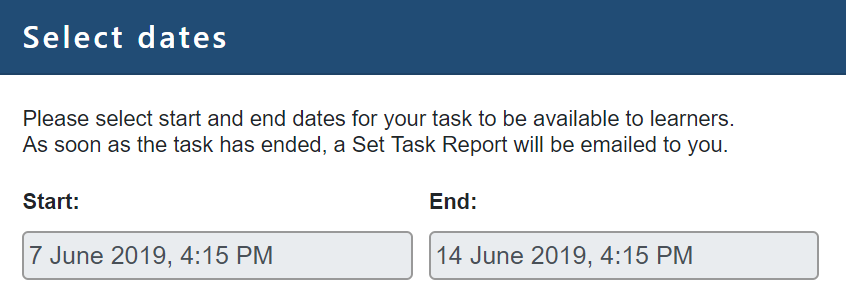 Select dates
Please select start and end dates for your task to be available to learners.
As soon as the task has ended, a Set Task Report will be emailed to you.
Start: End:
7 June 2019, 4:15 PM 14 June 2019, 4:15 PM